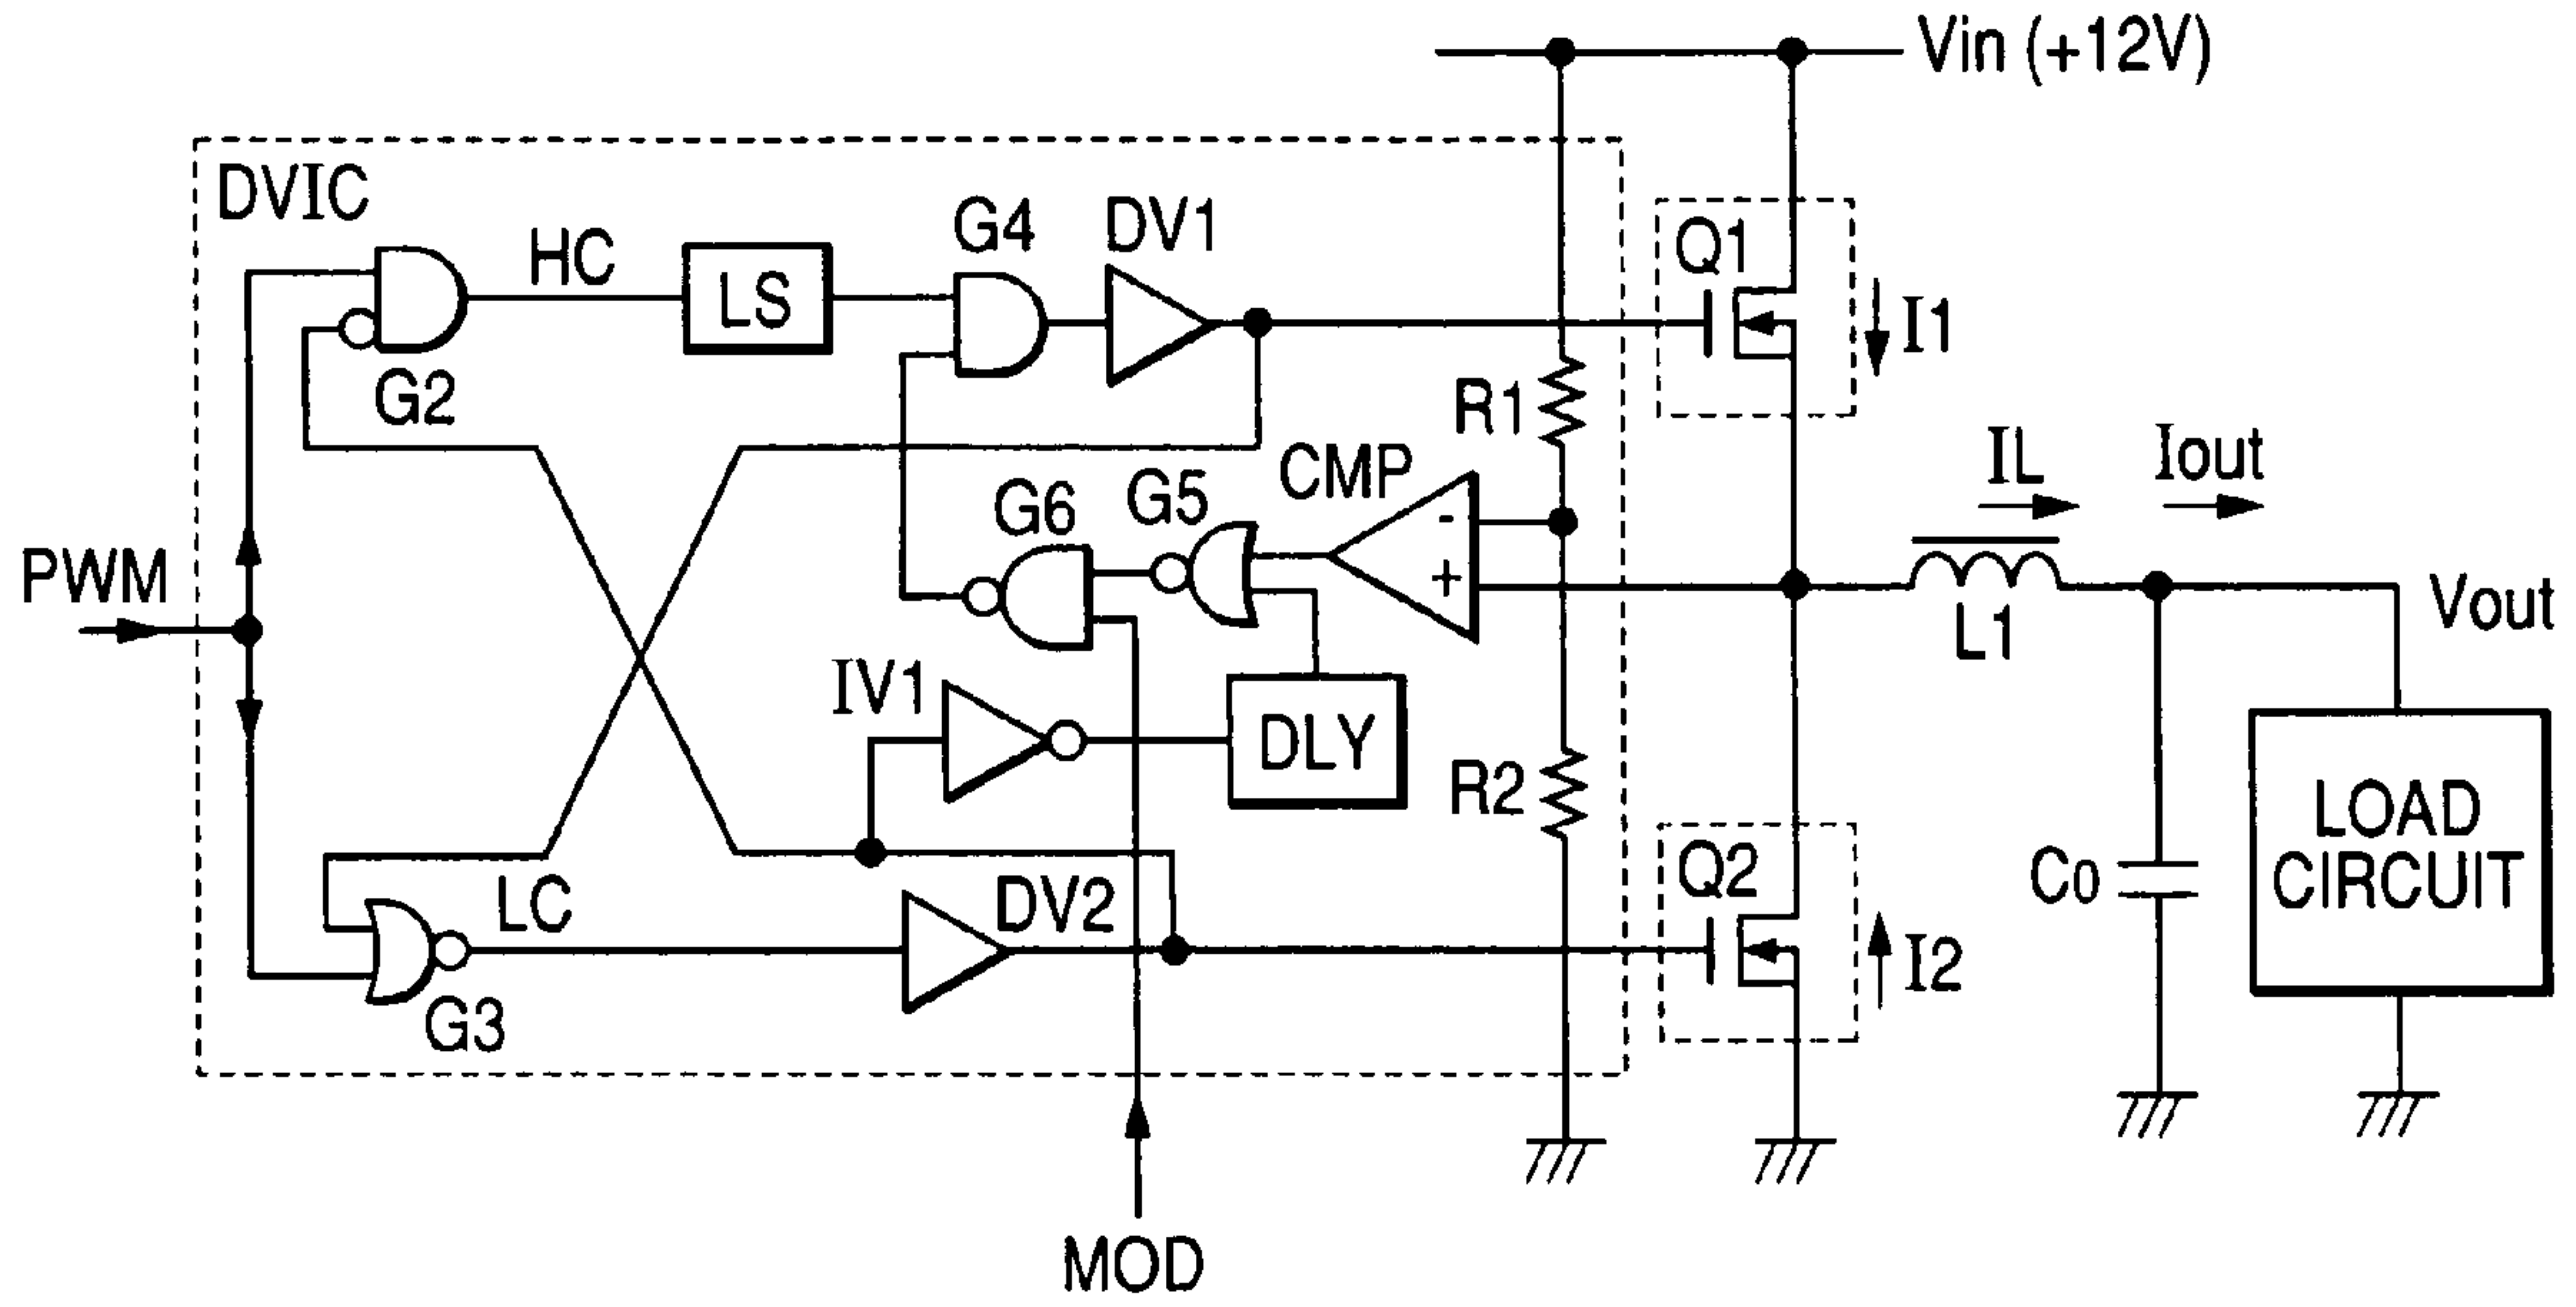 Vin (+12V)
DVIC
G4
DV1
Q1
HC
LS
I1
G2
R1
CMP
IL
Iout
G6
G5
-
+
PWM
L1
Vout
IV1
DLY
R2
LOAD
CIRCUIT
Q2
C0
LC
DV2
I2
G3
MOD